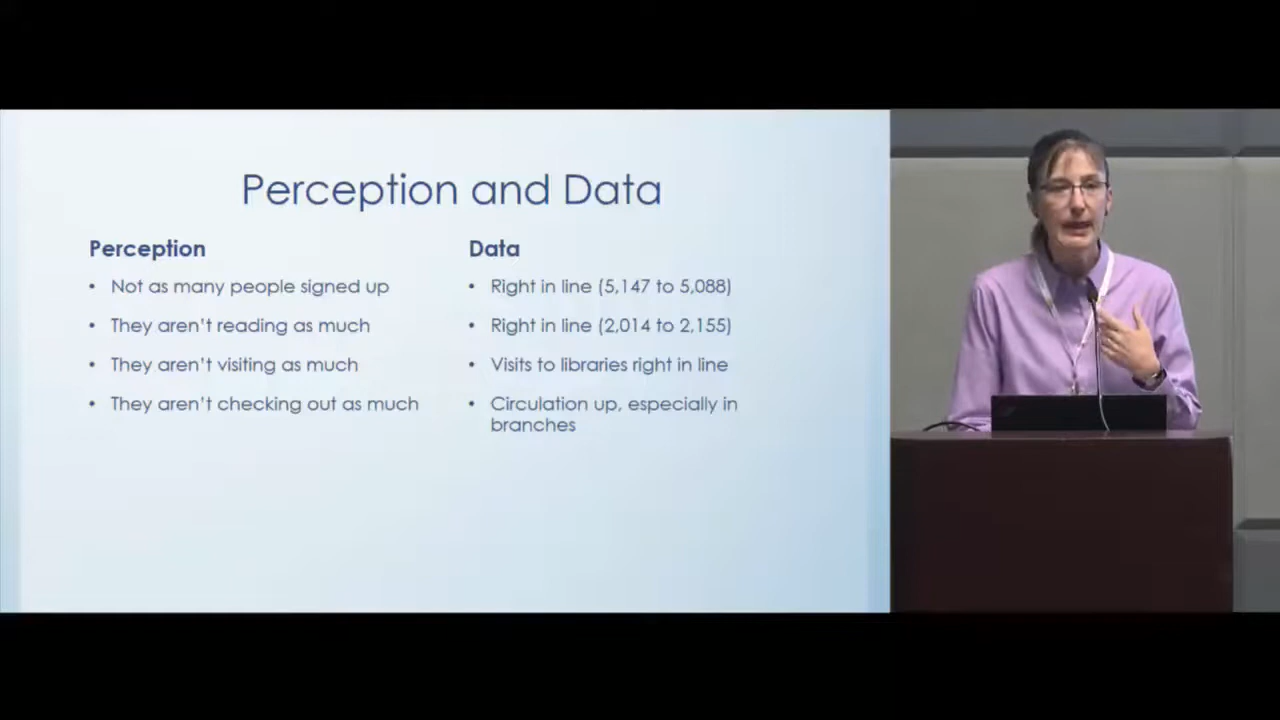 Perception and Data
Perception
• Not as many people signed up
• They aren't reading as much
• They aren't visiting as much
• They aren't checking out as much
Data
• Right in line (5,147 to 5,088)
• Right in line (2,014 to 2,155)
• Visits to libraries right in line
• Circulation up, especially in
branches